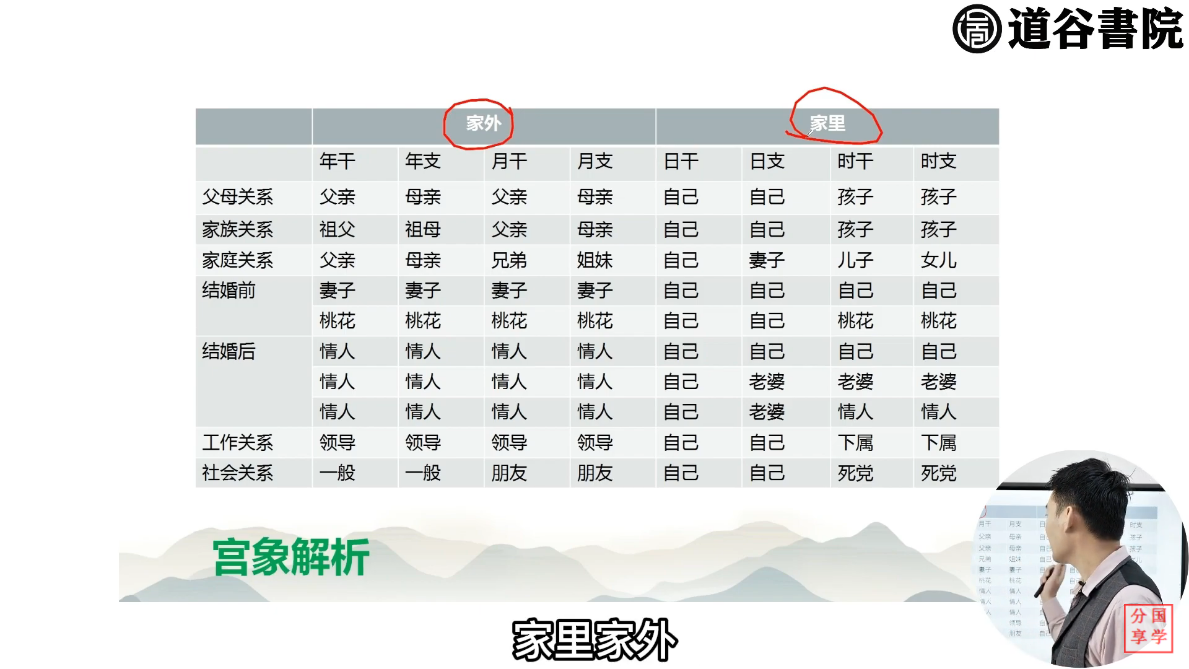 道谷書院
家外 家里
年干 年支 月干 月支 日干 日支 时干 时支
父母关系 父亲 母亲 父亲 母亲 自己 自己 孩子 孩子
家族关系 祖父 祖母 父亲 母亲 自己 自己 孩子 孩子
家庭关系 父亲 母亲 兄弟 姐妹 自己 妻子 儿子 女儿
结婚前 妻子 妻子 妻子 妻子 自己 自己 自己 自己
桃花 桃花 桃花 桃花 自己 自己 桃花 桃花
结婚后 情人 情人 情人 情人 自己 自己 自己 自己
情人 情人 情人 情人 自己 老婆 老婆 老婆
情人 情人 情人 情人 自己 老婆 情人 情人
工作关系 领导 领导 领导 领导 自己 自己 下属 下属
社会关系 一般 一般 朋友 朋友 自己 自己 死党 死党
宫象解析
分国
享学
家里家外